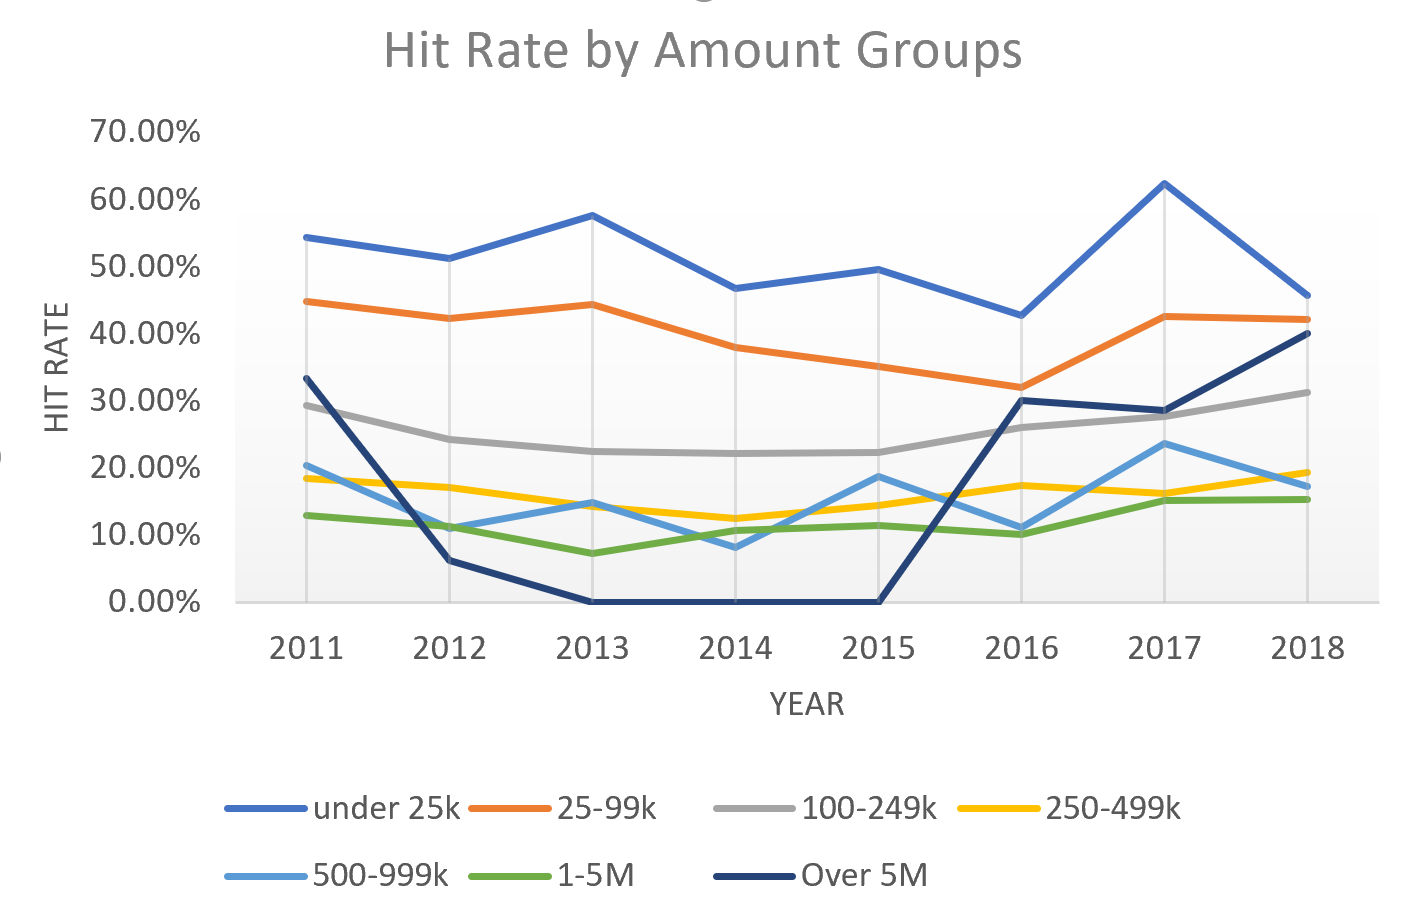 Hit Rate by Amount Groups
70.00%
60.00%
50.00%
40.00%
30.00%
20.00%
10.00%
0.00%
HIT RATE
2011 2012 2013 2014 2015 2016 2017 2018
YEAR
under 25k 25-99k 100-249k 250-499k
500-999k 1-5M Over 5M